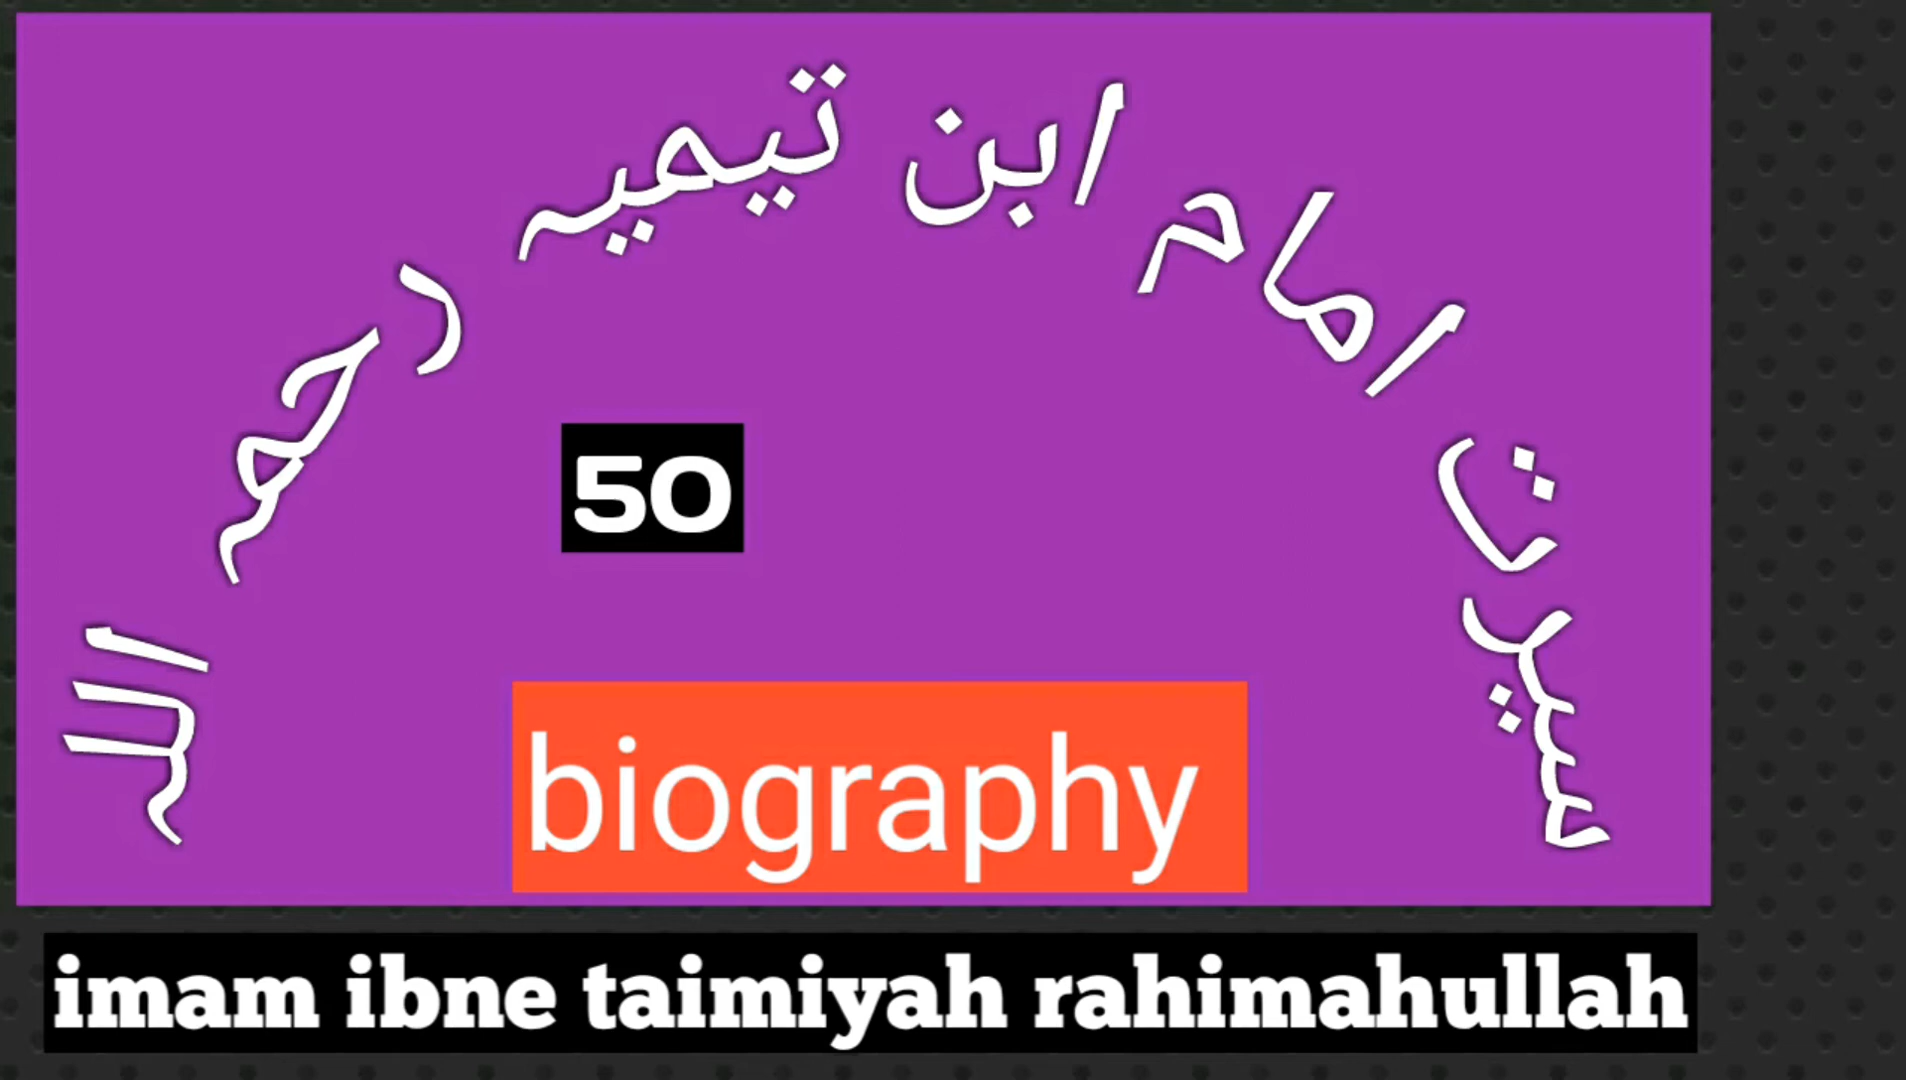 سیرت امام ابن تیمیہ رحمہ اللہ
50
biography
imam ibne taimiyah rahimahullah